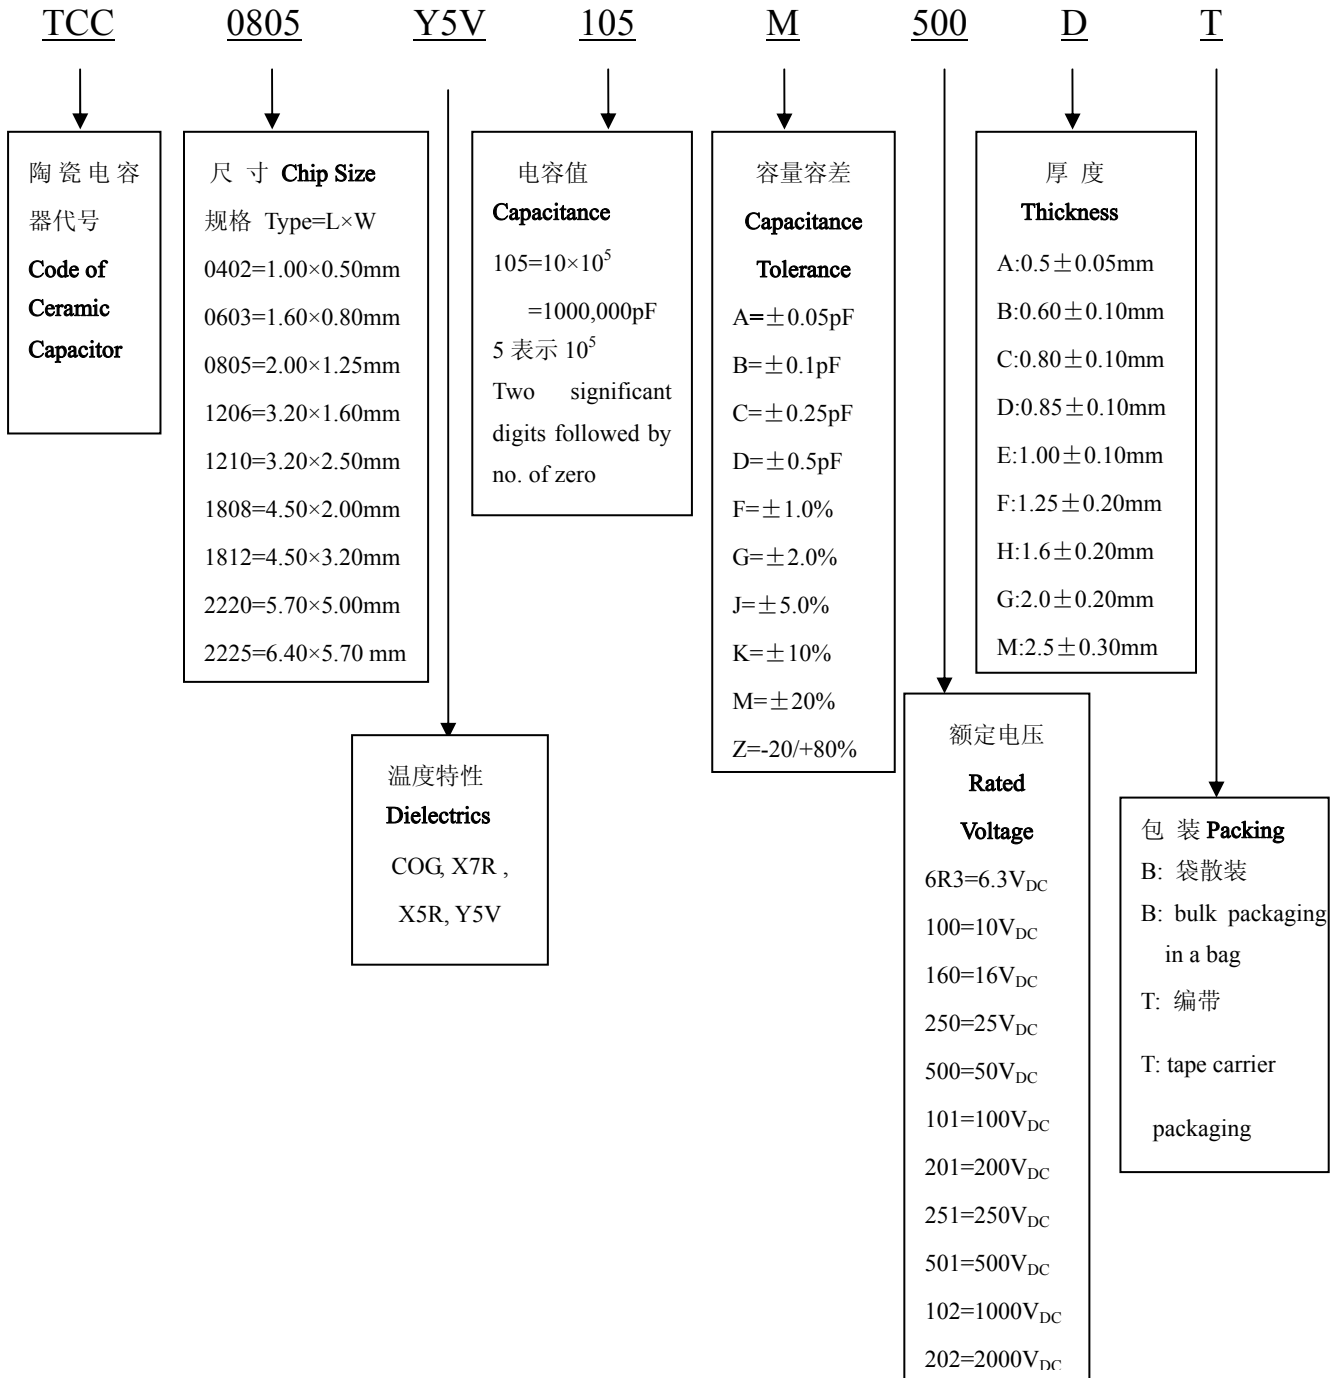 TCC 0805 Y5V 105 M 500 D T
陶瓷电容
器代号
Code of
Ceramic
Capacitor
尺 寸 Chip Size
规格 Type=L×W
0402=1.00×0.50mm
0603=1.60×0.80mm
0805=2.00×1.25mm
1206=3.20×1.60mm
1210=3.20×2.50mm
1808=4.50×2.00mm
1812=4.50×3.20mm
2220=5.70×5.00mm
2225=6.40×5.70 mm
温度特性
Dielectrics
COG, X7R ,
X5R, Y5V
电容值
Capacitance
105=10×10⁵
=1000,000pF
5 表示 10⁵
Two significant
digits followed by
no. of zero
容量容差
Capacitance
Tolerance
A=±0.05pF
B=±0.1pF
C=±0.25pF
D=±0.5pF
F=±1.0%
G=±2.0%
J=±5.0%
K=±10%
M=±20%
Z=-20/+80%
额定电压
Rated
Voltage
6R3=6.3V_DC
100=10V_DC
160=16V_DC
250=25V_DC
500=50V_DC
101=100V_DC
201=200V_DC
251=250V_DC
501=500V_DC
102=1000V_DC
202=2000V_DC
厚 度
Thickness
A:0.5±0.05mm
B:0.60±0.10mm
C:0.80±0.10mm
D:0.85±0.10mm
E:1.00±0.10mm
F:1.25±0.20mm
H:1.6±0.20mm
G:2.0±0.20mm
M:2.5±0.30mm
包 装 Packing
B: 袋散装
B: bulk packaging
in a bag
T: 编带
T: tape carrier
packaging